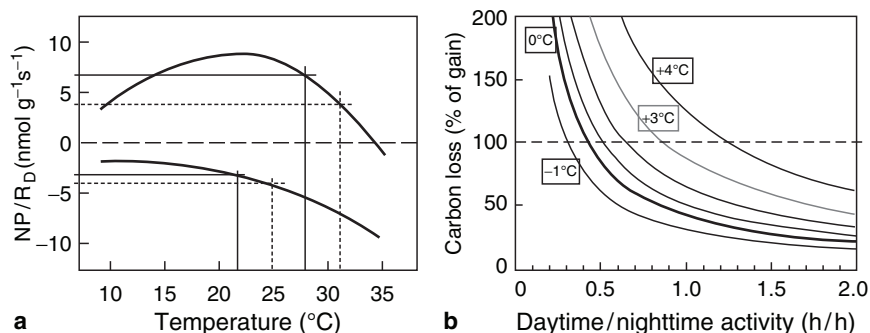 NP/R_D (nmol g⁻¹s⁻¹)
10
5
0
−5
−10
10 15 20 25 30 35
Temperature (°C)
a
Carbon loss (% of gain)
200
150
100
50
0
0°C
+4°C
+3°C
−1°C
0 0.5 1.0 1.5 2.0
Daytime/nighttime activity (h/h)
b